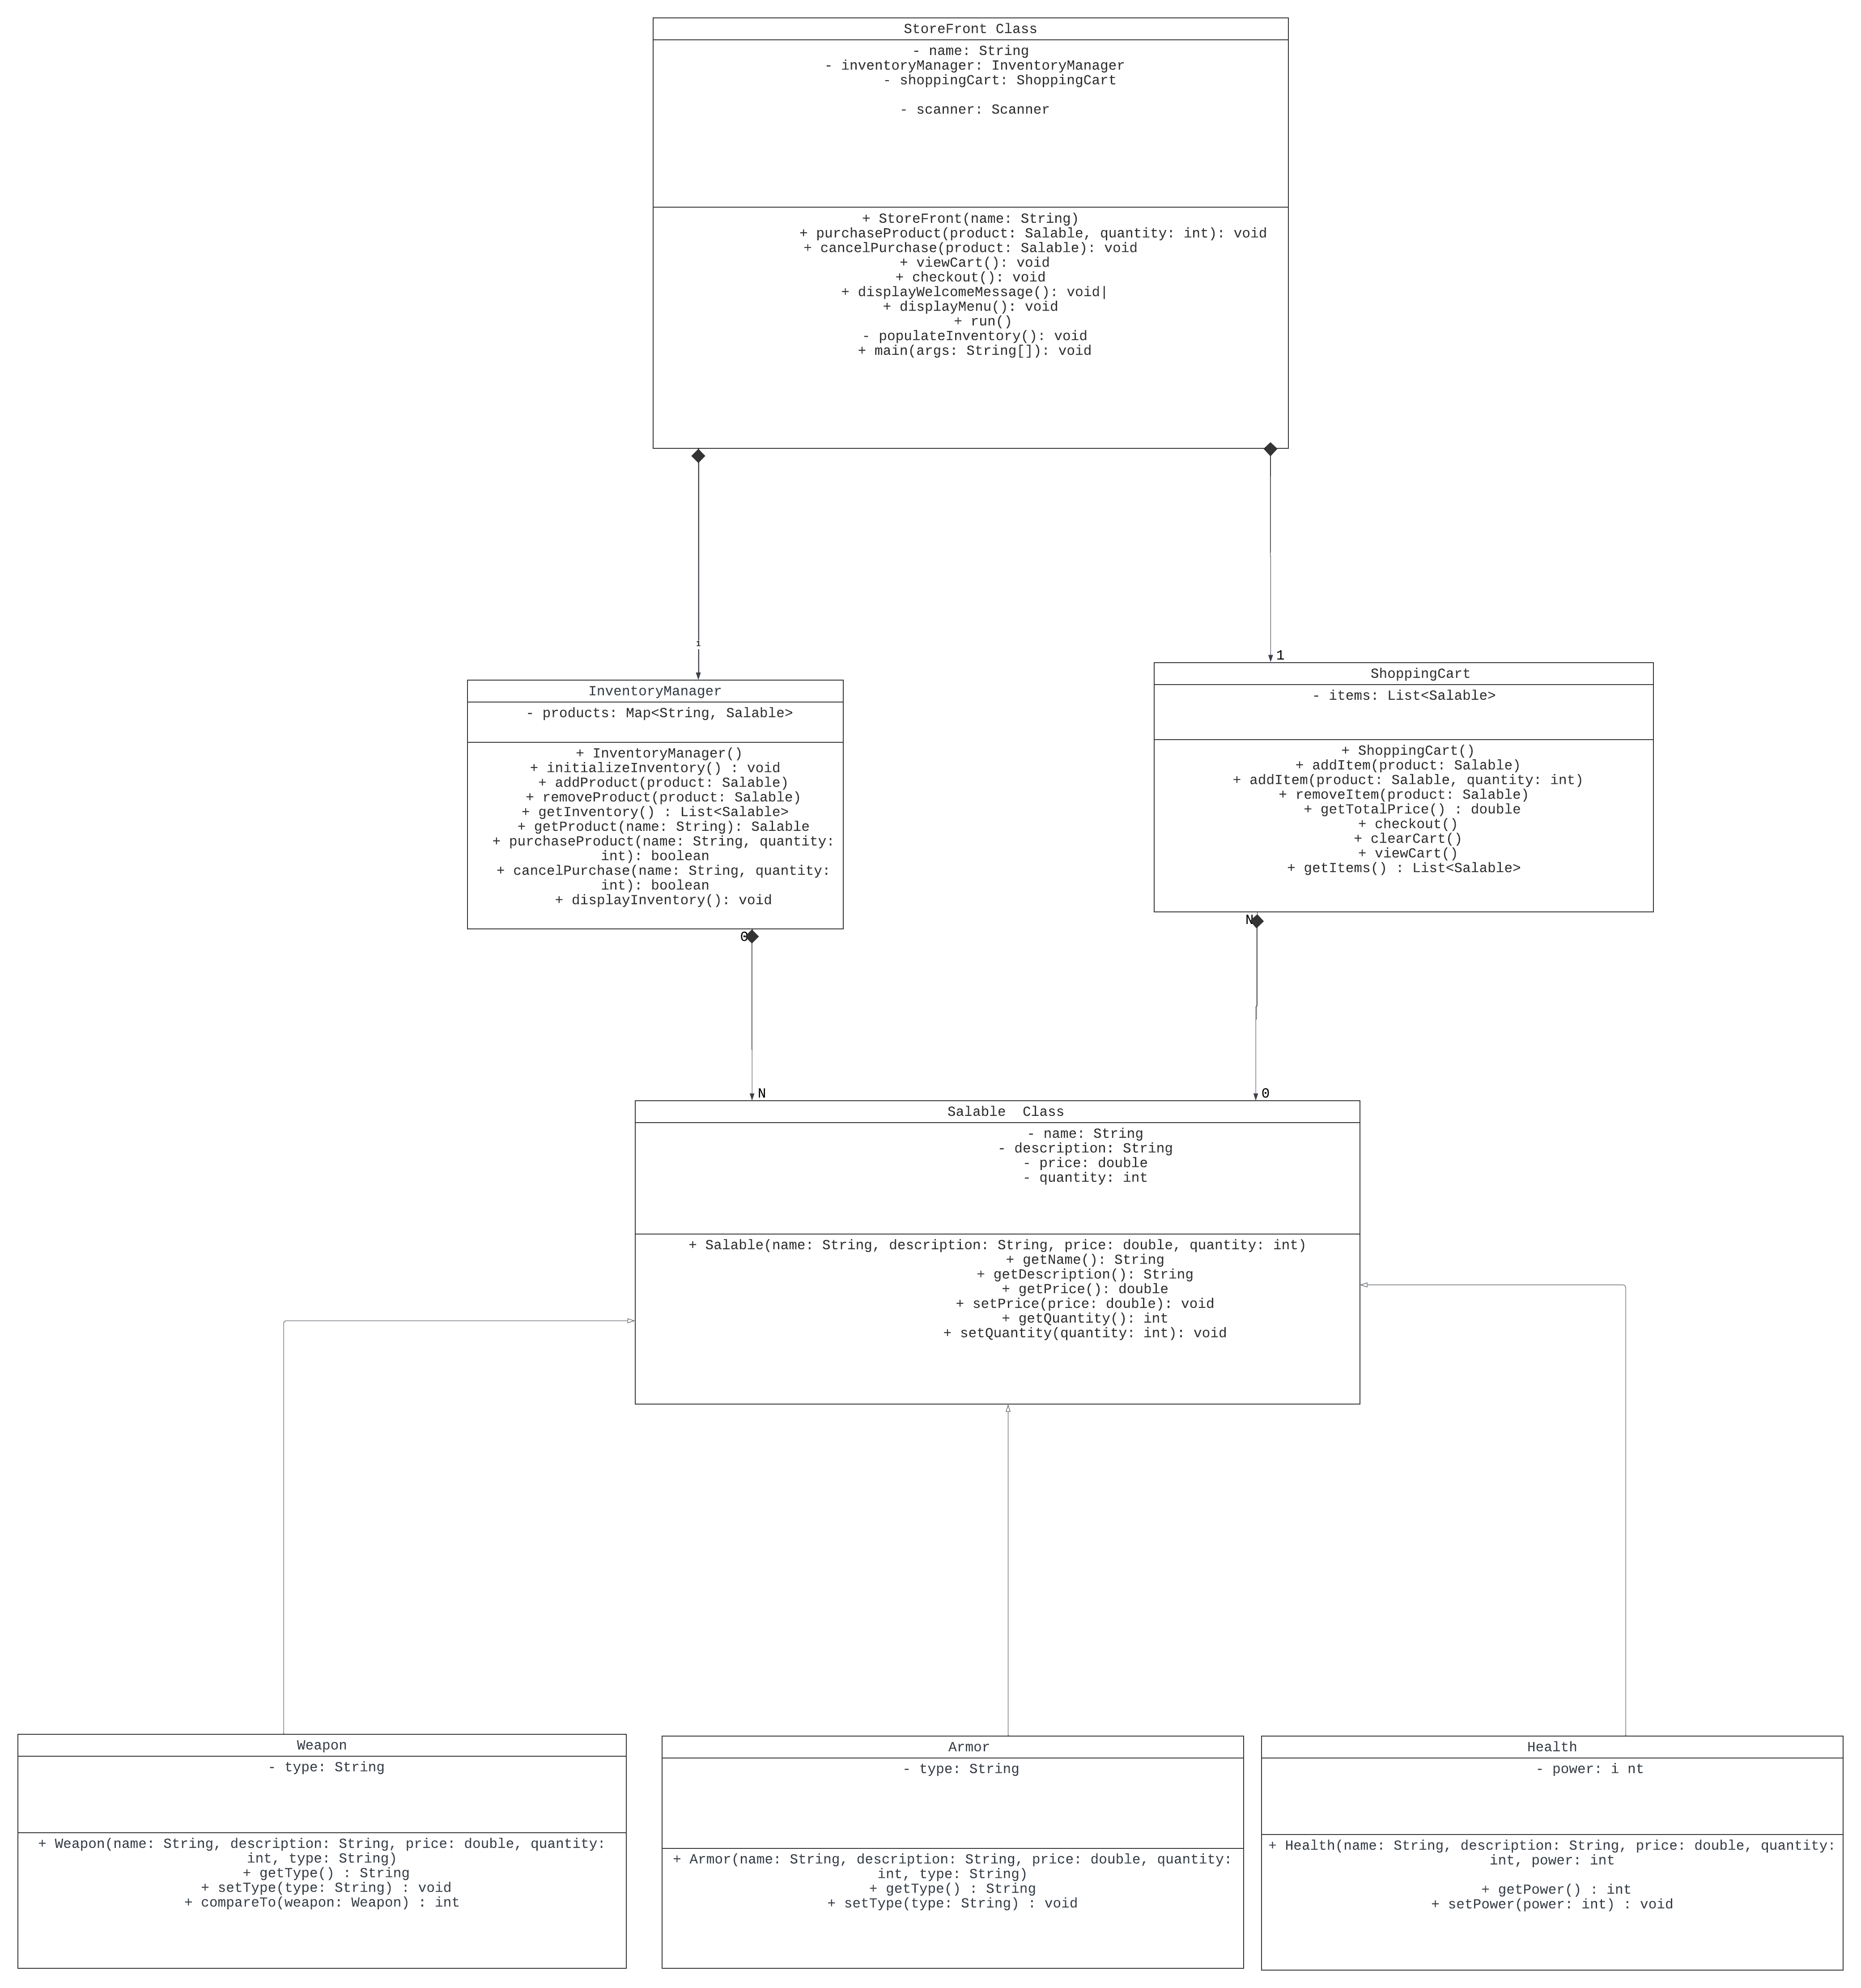 StoreFront Class
- name: String
- inventoryManager: InventoryManager
- shoppingCart: ShoppingCart
- scanner: Scanner
+ StoreFront(name: String)
+ purchaseProduct(product: Salable, quantity: int): void
+ cancelPurchase(product: Salable): void
+ viewCart(): void
+ checkout(): void
+ displayWelcomeMessage(): void|
+ displayMenu(): void
+ run()
- populateInventory(): void
+ main(args: String[]): void
1
1
InventoryManager
- products: Map<String, Salable>
+ InventoryManager()
+ initializeInventory() : void
+ addProduct(product: Salable)
+ removeProduct(product: Salable)
+ getInventory() : List<Salable>
+ getProduct(name: String): Salable
+ purchaseProduct(name: String, quantity:
int): boolean
+ cancelPurchase(name: String, quantity:
int): boolean
+ displayInventory(): void
0
ShoppingCart
- items: List<Salable>
+ ShoppingCart()
+ addItem(product: Salable)
+ addItem(product: Salable, quantity: int)
+ removeItem(product: Salable)
+ getTotalPrice() : double
+ checkout()
+ clearCart()
+ viewCart()
+ getItems() : List<Salable>
N
N
0
Salable  Class
- name: String
- description: String
- price: double
- quantity: int
+ Salable(name: String, description: String, price: double, quantity: int)
+ getName(): String
+ getDescription(): String
+ getPrice(): double
+ setPrice(price: double): void
+ getQuantity(): int
+ setQuantity(quantity: int): void
Weapon
- type: String
+ Weapon(name: String, description: String, price: double, quantity:
int, type: String)
+ getType() : String
+ setType(type: String) : void
+ compareTo(weapon: Weapon) : int
Armor
- type: String
+ Armor(name: String, description: String, price: double, quantity:
int, type: String)
+ getType() : String
+ setType(type: String) : void
Health
- power: i nt
+ Health(name: String, description: String, price: double, quantity:
int, power: int
+ getPower() : int
+ setPower(power: int) : void